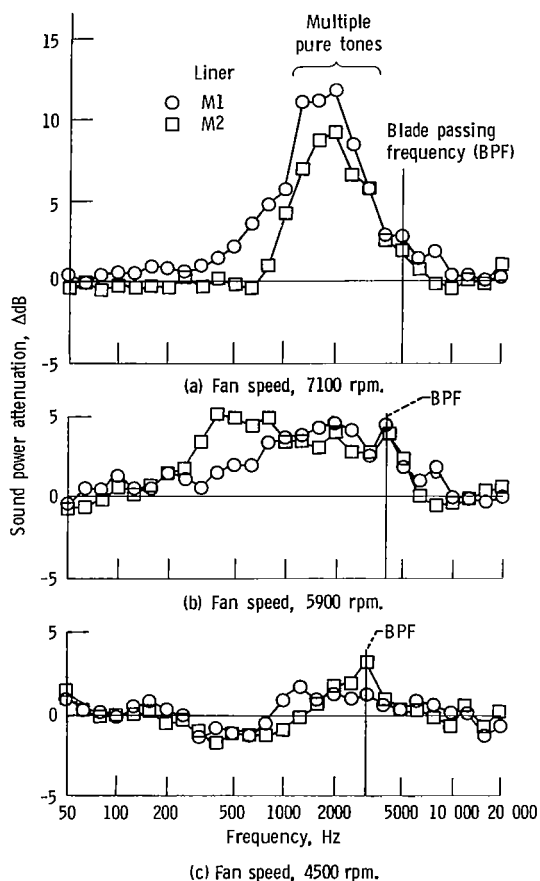 Multiple
pure tones
15
Liner
M1
M2
10
Blade passing
frequency (BPF)
5
0
-5
(a) Fan speed, 7100 rpm.
Sound power attenuation, ΔdB
BPF
5
0
-5
(b) Fan speed, 5900 rpm.
BPF
5
0
-5
50 100 200 500 1000 2000 5000 10 000 20 000
Frequency, Hz
(c) Fan speed, 4500 rpm.